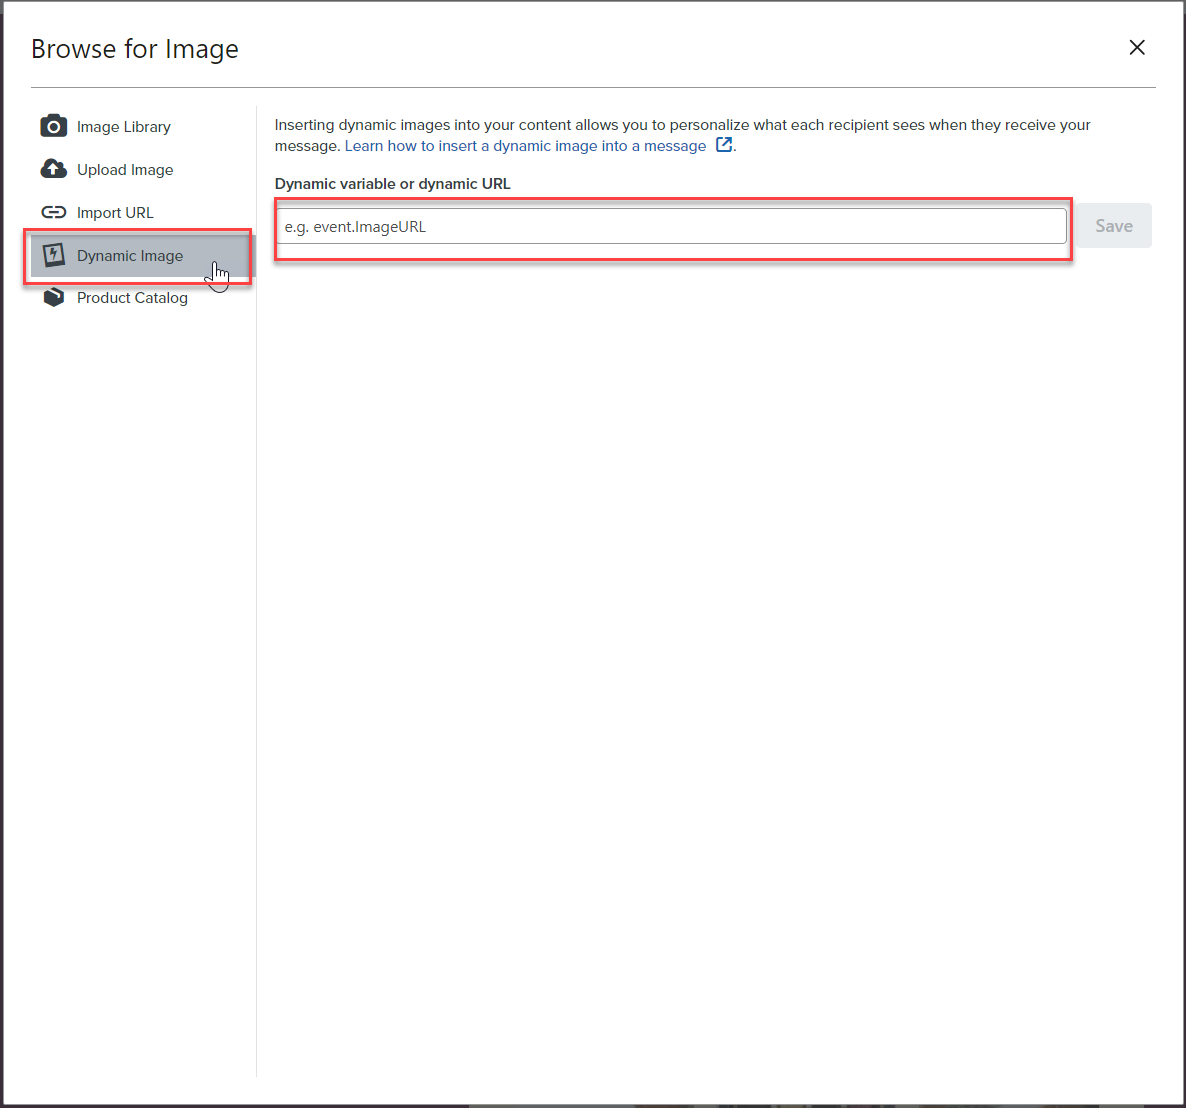 Browse for Image
Image Library
Upload Image
Import URL
Dynamic Image
Product Catalog
Inserting dynamic images into your content allows you to personalize what each recipient sees when they receive your
message. Learn how to insert a dynamic image into a message.
Dynamic variable or dynamic URL
e.g. event.ImageURL
Save